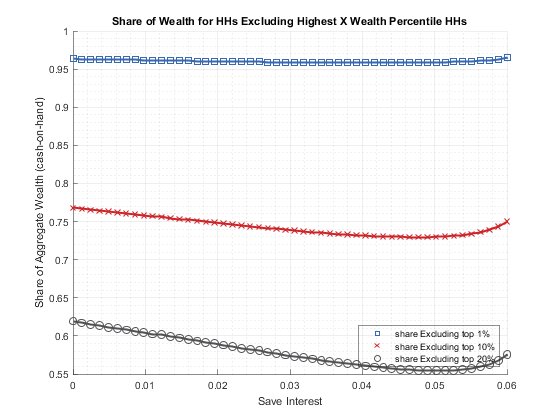 Share of Wealth for HHs Excluding Highest X Wealth Percentile HHs
Share of Aggregate Wealth (cash-on-hand)
1
0.95
0.9
0.85
0.8
0.75
0.7
0.65
0.6
0.55
share Excluding top 1%
share Excluding top 10%
share Excluding top 20%
0
0.01
0.02
0.03
0.04
0.05
0.06
Save Interest